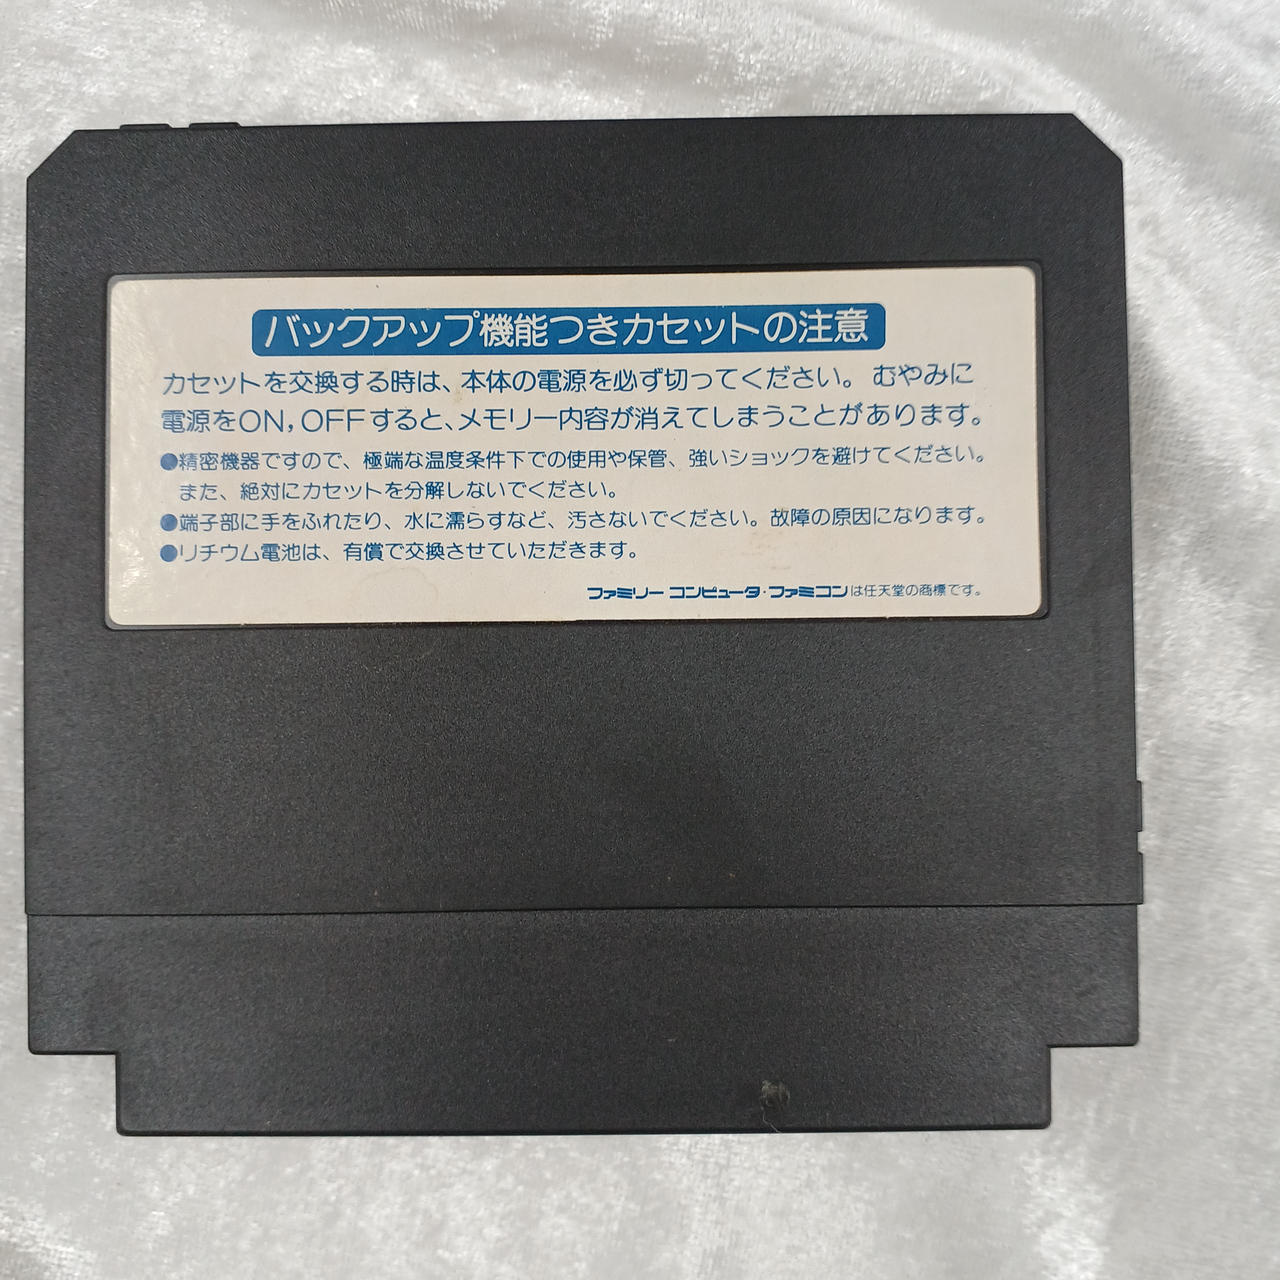 バックアップ機能つきカセットの注意
カセットを交換する時は、本体の電源を必ず切ってください。むやみに
電源をON,OFFすると、メモリー内容が消えてしまうことがあります。
●精密機器ですので、極端な温度条件下での使用や保管、強いショックを避けてください。
また、絶対にカセットを分解しないでください。
●端子部に手をふれたり、水に濡らすなど、汚さないでください。故障の原因になります。
●リチウム電池は、有償で交換させていただきます。
ファミリーコンピュータ・ファミコンは任天堂の商標です。